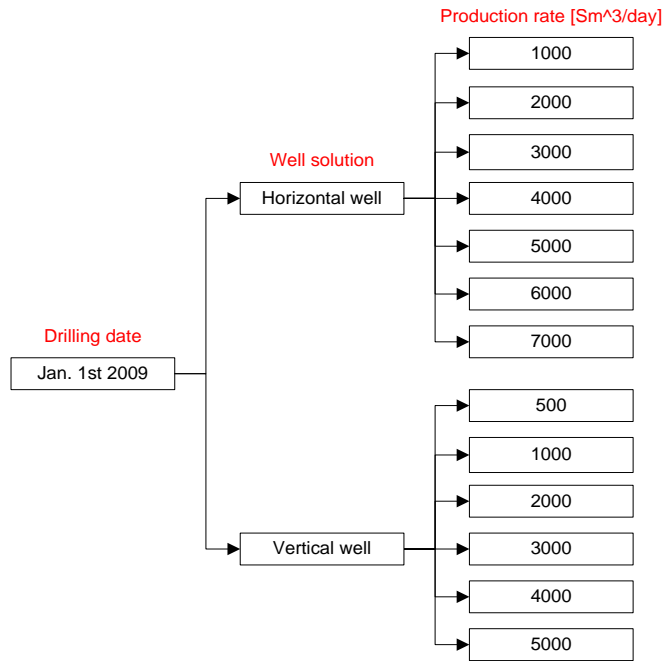 Production rate [Sm^3/day]
1000
2000
3000
Well solution
Horizontal well
4000
5000
6000
Drilling date
7000
Jan. 1st 2009
500
1000
2000
Vertical well
3000
4000
5000